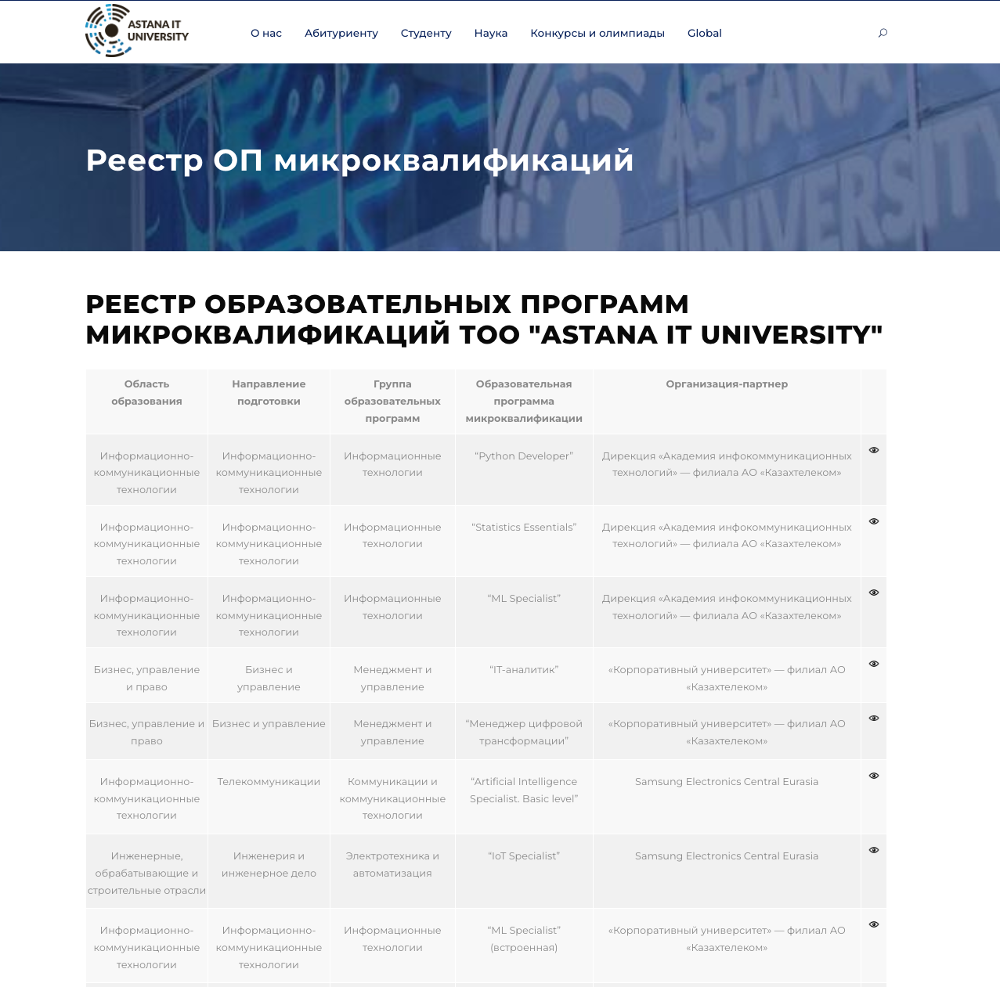 ASTANA IT
UNIVERSITY
О нас Абитуриенту Студенту Наука Конкурсы и олимпиады Global
Реестр ОП микроквалификаций
ASTANA
UNIVERSITY
РЕЕСТР ОБРАЗОВАТЕЛЬНЫХ ПРОГРАММ
МИКРОКВАЛИФИКАЦИЙ ТОО "ASTANA IT UNIVERSITY"
Область
образования
Направление
подготовки
Группа
образовательных
программ
Образовательная
программа
микроквалификации
Организация-партнер
Информационно-
коммуникационные
технологии
Информационно-
коммуникационные
технологии
Информационные
технологии
“Python Developer”
Дирекция «Академия инфокоммуникационных
технологий» — филиала АО «Казахтелеком»
Информационно-
коммуникационные
технологии
Информационно-
коммуникационные
технологии
Информационные
технологии
“Statistics Essentials”
Дирекция «Академия инфокоммуникационных
технологий» — филиала АО «Казахтелеком»
Информационно-
коммуникационные
технологии
Информационно-
коммуникационные
технологии
Информационные
технологии
“ML Specialist”
Дирекция «Академия инфокоммуникационных
технологий» — филиала АО «Казахтелеком»
Бизнес, управление
и право
Бизнес и
управление
Менеджмент и
управление
“IT-аналитик”
«Корпоративный университет» — филиал АО
«Казахтелеком»
Бизнес, управление и
право
Бизнес и управление
Менеджмент и
управление
“Менеджер цифровой
трансформации”
«Корпоративный университет» — филиал АО
«Казахтелеком»
Информационно-
коммуникационные
технологии
Телекоммуникации
Коммуникации и
коммуникационные
технологии
“Artificial Intelligence
Specialist. Basic level”
Samsung Electronics Central Eurasia
Инженерные,
обрабатывающие и
строительные отрасли
Инженерия и
инженерное дело
Электротехника и
автоматизация
“IoT Specialist”
Samsung Electronics Central Eurasia
Информационно-
коммуникационные
технологии
Информационно-
коммуникационные
технологии
Информационные
технологии
“ML Specialist”
(встроенная)
«Корпоративный университет» — филиал АО
«Казахтелеком»